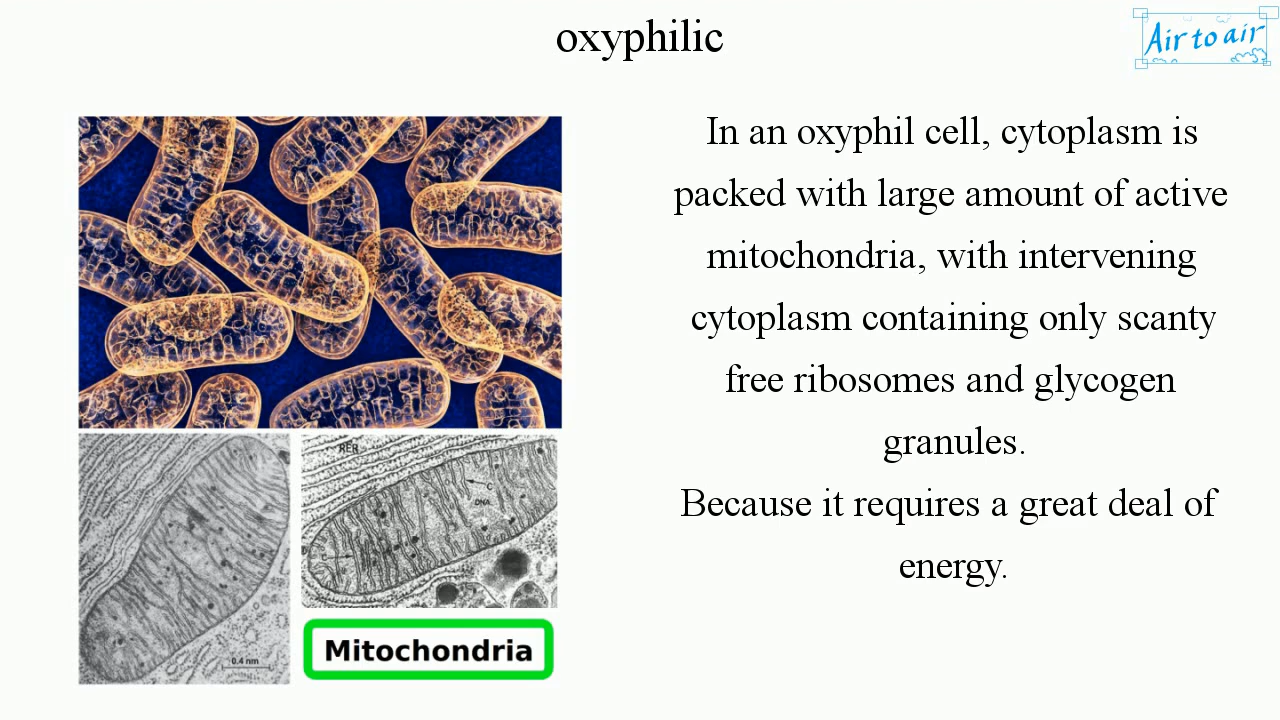 oxyphilic
Air to air
In an oxyphil cell, cytoplasm is
packed with large amount of active
mitochondria, with intervening
cytoplasm containing only scanty
free ribosomes and glycogen
granules.
Because it requires a great deal of
energy.
RER
C
DNA
C
0.4 nm
Mitochondria